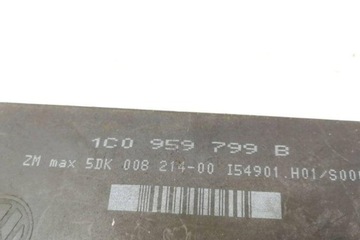 1C0 959 799 B
ZM max 5DK 008 214-00 I54901.H01/S00